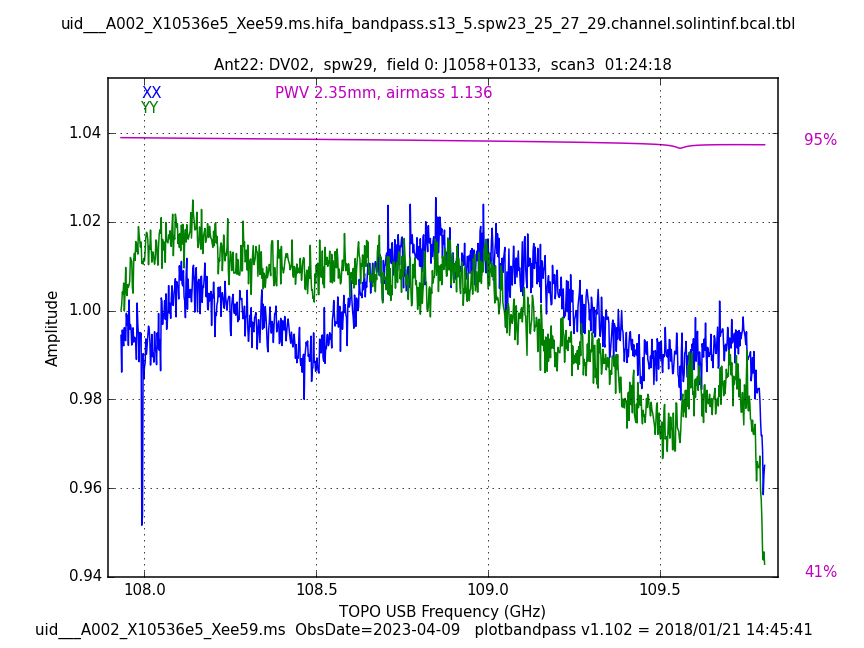 uid___A002_X10536e5_Xee59.ms.hifa_bandpass.s13_5.spw23_25_27_29.channel.solintinf.bcal.tbl
Ant22: DV02,  spw29,  field 0: J1058+0133,  scan3  01:24:18
XX
PWV 2.35mm, airmass 1.136
YY
1.04
95%
1.02
1.00
0.98
0.96
0.94
41%
Amplitude
108.0
108.5
109.0
109.5
TOPO USB Frequency (GHz)
uid___A002_X10536e5_Xee59.ms  ObsDate=2023-04-09   plotbandpass v1.102 = 2018/01/21 14:45:41